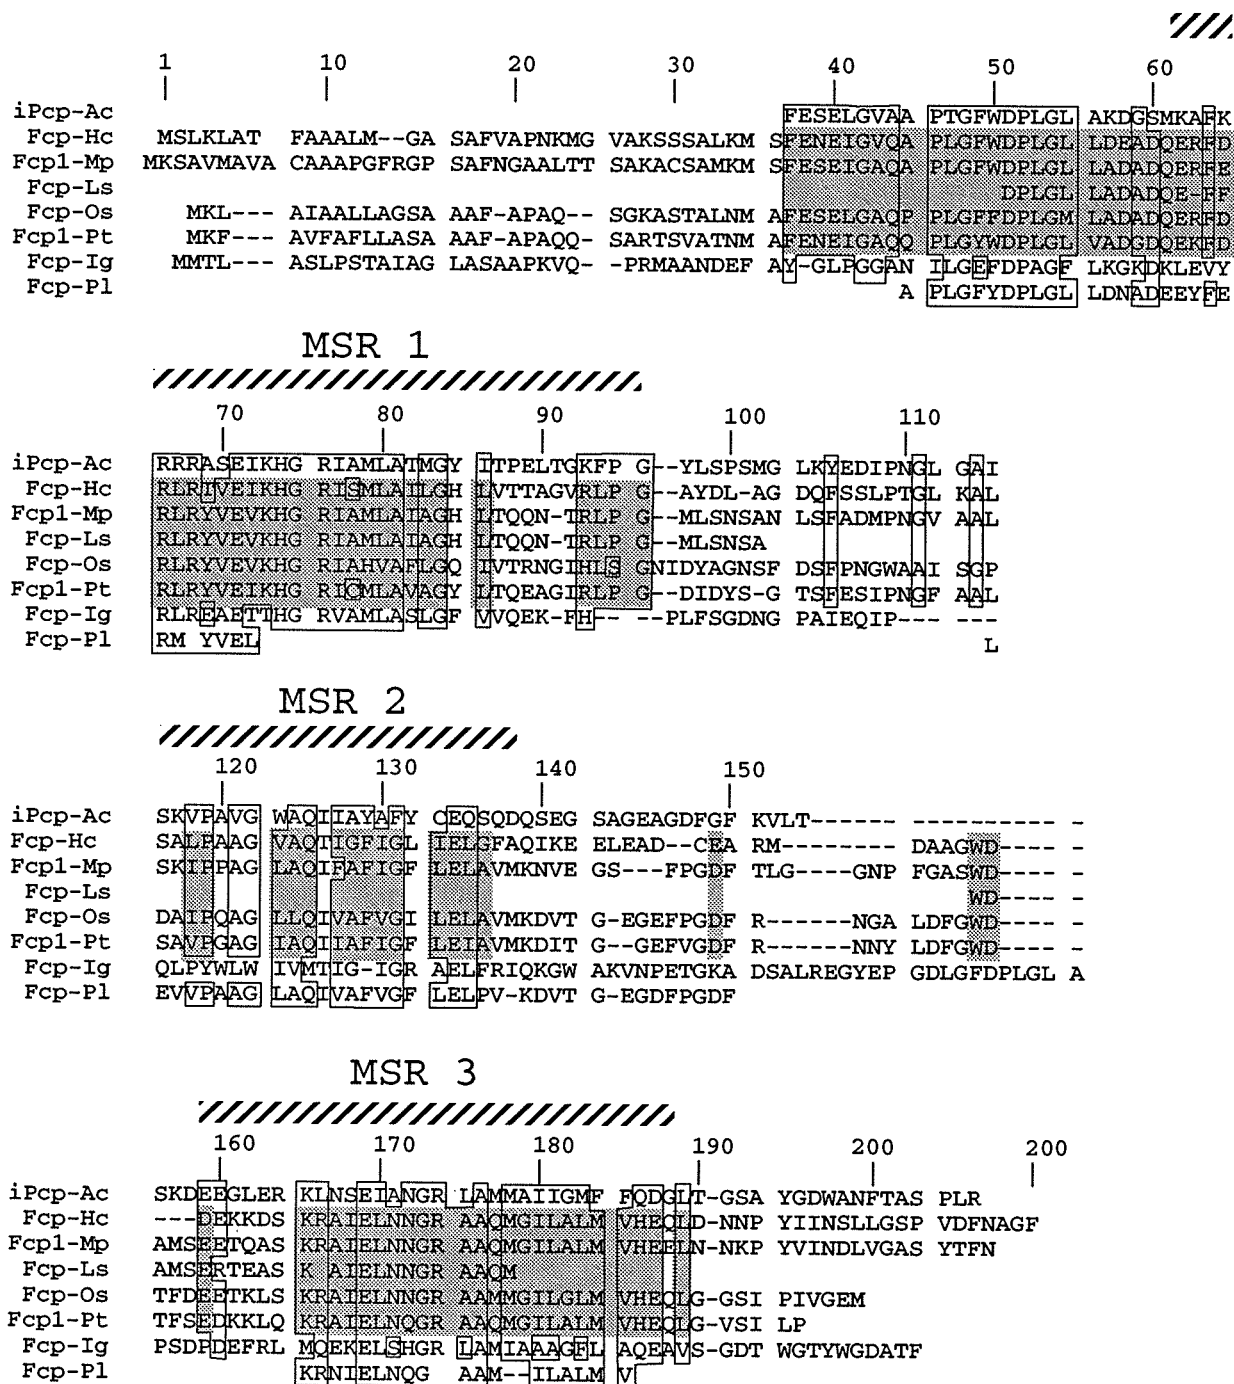 1 10 20 30 40 50 60
iPcp-Ac FESELGVAA PTGFWDPLGL AKDGSMKAFK
Fcp-Hc MSLKLAT FAAALM--GA SAFVAPNKMG VAKSSSALKM SFENEIGVQA PLGFWDPLGL LDEADQERFD
Fcp1-Mp MKSAVMAVA CAAAPGFRGP SAFNGAALTT SAKACSAMKM SFESEIGAQA PLGFWDPLGL LADADQERFE
Fcp-Ls DPLGL LADADQE-FF
Fcp-Os MKL--- AIAALLAGSA AAF-APAQ-- SGKASTALNM AFESELGAQP PLGFFDPLGM LADADQERFD
Fcp1-Pt MKF--- AVFAFLLASA AAF-APAQQ- SARTSVATNM AFENEIGAQQ PLGYWDPLGL VADGDQEKFD
Fcp-Ig MMTL--- ASLPSTAIAG LASAAPKVQ- -PRMAANDEF AY-GLPGGAN ILGEFDPAGF LKGKDKLEVY
Fcp-Pl A PLGFYDPLGL LDNADEEYFE
MSR 1
70 80 90 100 110
iPcp-Ac RRRASEIKHG RIAMLATMGY ITPELTGKFP G--YLSPSMG LKYEDIPNGL GAI
Fcp-Hc RLRIVEIKHG RISMLAILGH LVTTAGVRLP G--AYDL-AG DQFSSLPTGL KAL
Fcp1-Mp RLRYVEVKHG RIAMLAIAGH LTQQN-TRLP G--MLSNSAN LSFADMPNGV AAL
Fcp-Ls RLRYVEVKHG RIAMLAIAGH LTQQN-TRLP G--MLSNSA
Fcp-Os RLRYVEIKHG RIAHVAFLGQ IVTRNGIHLS GNIDYAGNSF DSFPNGWAAI SGP
Fcp1-Pt RLRYVEIKHG RICMLAVAGY LTQEAGIRLP G--DIDYS-G TSFESIPNGF AAL
Fcp-Ig RLREAETTHG RVAMLASLGF VVQEK-FH-- --PLFSGDNG PAIEQIP--- ---
Fcp-Pl RM YVEL L
MSR 2
120 130 140 150
iPcp-Ac SKVPAVG WAQIIAYAFY CEQSQDQSEG SAGEAGDFGF KVLT------ ---------- -
Fcp-Hc SALPAAG VAQTIGFIGL IELGFAQIKE ELEAD--CEA RM-------- DAAGWD---- -
Fcp1-Mp SKIPPAG LAQIFAFIGF LELAVMKNVE GS---FPGDF TLG----GNP FGASWD---- -
Fcp-Ls WD---- -
Fcp-Os DAIPQAG LLQIVAFVGI LELAVMKDVT G-EGEFPGDF R------NGA LDFGWD---- -
Fcp1-Pt SAVPGAG IAQIIAFIGF LEIAVMKDIT G--GEFVGDF R------NNY LDFGWD---- -
Fcp-Ig QLPYWLW IVMTIG-IGR AELFRIQKGW AKVNPETGKA DSALREGYEP GDLGFDPLGL A
Fcp-Pl EVVPAAG LAQIVAFVGF LELPV-KDVT G-EGDFPGDF
MSR 3
160 170 180 190 200 200
iPcp-Ac SKDEEGLER KLNSEIANGR LAMMAIIGMF FQDGLT-GSA YGDWANFTAS PLR
Fcp-Hc ---DEKKDS KRAIELNNGR AAQMGILALM VHEQLD-NNP YIINSLLGSP VDFNAGF
Fcp1-Mp AMSEETQAS KRAIELNNGR AAQMGILALM VHEELN-NKP YVINDLVGAS YTFN
Fcp-Ls AMSERTEAS K AIELNNGR AAQM
Fcp-Os TFDEETKLS KRAIELNNGR AAMMGILGLM VHEQLG-GSI PIVGEM
Fcp1-Pt TFSEDKKLQ KRAIELNNGR AAQMGILALM VHEQLG-VSI LP
Fcp-Ig PSDPDEFRL MQEKELSHGR LAMIAAAGFL AQEAVS-GDT WGTYWGDATF
Fcp-Pl KRNIELNQG AAM--ILALM V